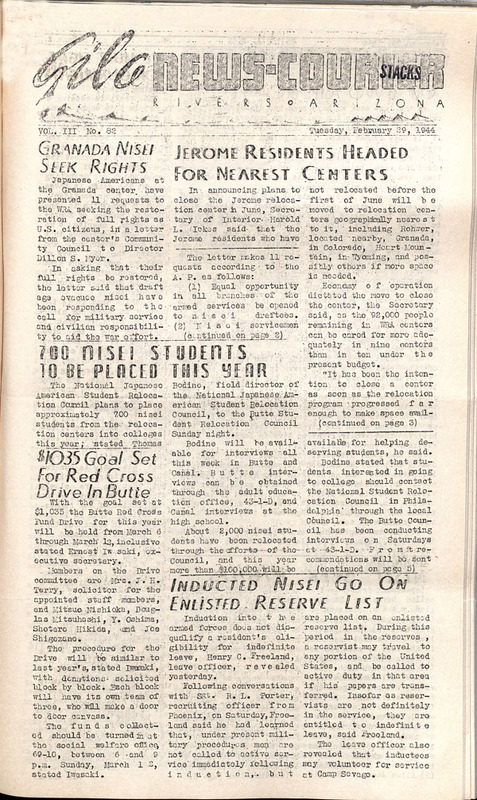 Gila NEWS-COURIER
STACKS
RIVERS ARIZONA
VOL. III No. 82
Tuesday, February 29, 1944
GRANADA NISEI
SEEK RIGHTS
Japanese Americans at
the Granada center have
presented 11 requests to
the WRA seeking the resto-
ration of full rights as
U.S. citizens, in a letter
from the center's Communi-
ty Council to Director
Dillon S. Myer.
In asking that their
full rights be restored,
the letter said that draft
age evacuee nisei have
been responding to the
call for military service
and civilian responsibili-
ty to aid the war effort.
JEROME RESIDENTS HEADED
FOR NEAREST CENTERS
In announcing plans to
close the Jerome reloca-
tion center in June, Secre-
tary of Interior Harold
L. Ickes said that the
Jerome residents who have
The letter makes 11 re-
quests according to the
A. P. as follows:
(1) Equal opportunity
in all branches of the
armed services be opened
to nisei draftees.
(2) Nisei servicemen
(continued on page 2)
not relocated before the
first of June will be
moved to relocation cen-
ters geographically nearest
to it, including Rohwer,
located nearby, Granada,
in Colorado, Heart Moun-
tain, in Wyoming, and pos-
sibly others if more space
is needed.
Economy of operation
dictated the move to close
the center, the Secretary
said, as the 92,000 people
remaining in WRA centers
can be cared for more ade-
quately in nine centers
than in ten under the
present budget.
"It has been the inten-
tion to close a center
as soon as the relocation
program progressed far
enough to make space avail-
(continued on page 3)
700 NISEI STUDENTS
TO BE PLACED THIS YEAR
The National Japanese
American Student Reloca-
tion Council plans to place
approximately 700 nisei
students from the reloca-
tion centers into colleges
this year, stated Thomas
Bodine, field director of
the National Japanese Am-
erican Student Relocation
Council, to the Butte Stu-
dent Relocation Council
Sunday night.
Bodine will be avail-
able for interviews all
this week in Butte and
Canal. Butte inter-
views can be obtained
through the adult educa-
tion office, 43-1-D, and
Canal interviews at the
high school.
About 2,000 nisei stu-
dents have been relocated
through the efforts of the
Council, and this year
more than $100,000 will be
available for helping de-
serving students, he said.
Bodine stated that stu-
dents interested in going
to college should contact
the National Student Relo-
cation Council in Phila-
delphia through the local
Council. The Butte Coun-
cil has been conducting
interviews on Saturdays
at 43-1-D. From t re-
commendations will be sent
(continued on page 5)
$1035 Goal Set
for Red Cross
Drive In Butte
With the goal set at
$1,035 the Butte Red Cross
Fund Drive for this year
will be held from March 6
through March 12, inclusive
stated Ernest Iwasaki, ex-
ecutive secretary.
Members on the Drive
committee are Mrs. J. H.
Terry, solicitor for the
appointed staff members,
and Mitsuo Nishioka, Doug-
las Mitsuhashi, Y. Oshima,
Shotaro Hikida, and Joe
Shigezane.
The procedure for the
Drive will be similar to
last year's, stated Iwasaki,
with donations solicited
block by block. Each block
will have its own team of
three, who will make a door
to door canvass.
The funds collect-
ed should be turned in at
the social welfare office,
69-10, between 6 and 9
p.m. Sunday, March 12,
stated Iwasaki.
INDUCTED NISEI GO ON
ENLISTED RESERVE LIST
Induction into the
armed forces does not dis-
qualify a resident's eli-
gibility for indefinite
leave, Henry C. Freeland,
leave officer, revealed
yesterday.
Following conversations
with Sgt. R. I. Porter,
recruiting officer from
Phoenix, on Saturday, Free-
land said he had learned
that, under present mili-
tary procedures men are
not called to active ser-
vice immediately following
induction, but
are placed on an enlisted
reserve list. During this
period in the reserves,
a reservist may travel to
any portion of the United
States, and be called to
active duty in that area
if his papers are trans-
ferred. Insofar as reser-
vists are not definitely
in the service, they are
entitled to indefinite
leave, said Freeland.
The leave officer also
revealed that inductees
may volunteer for service
at Camp Savage.